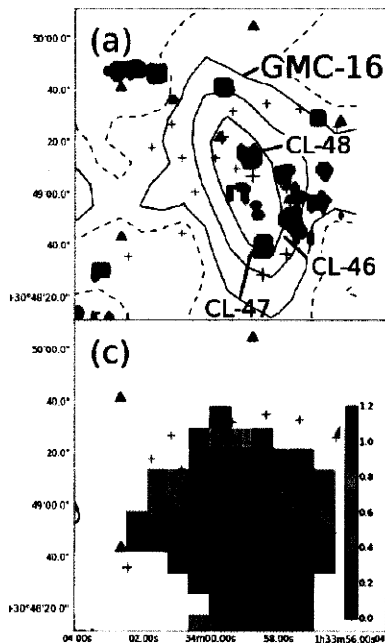 (a)
GMC-16
CL-48
CL-46
CL-47
50'00.0"
40.0"
20.0"
49'00.0"
40.0"
+30°48'20.0"
(c)
50'00.0"
40.0"
20.0"
49'00.0"
40.0"
+30°48'20.0"
1.2
1.0
0.8
0.6
0.4
0.2
0.0
04.00s
02.00s
34m00.00s
58.00s
1h33m56.00s